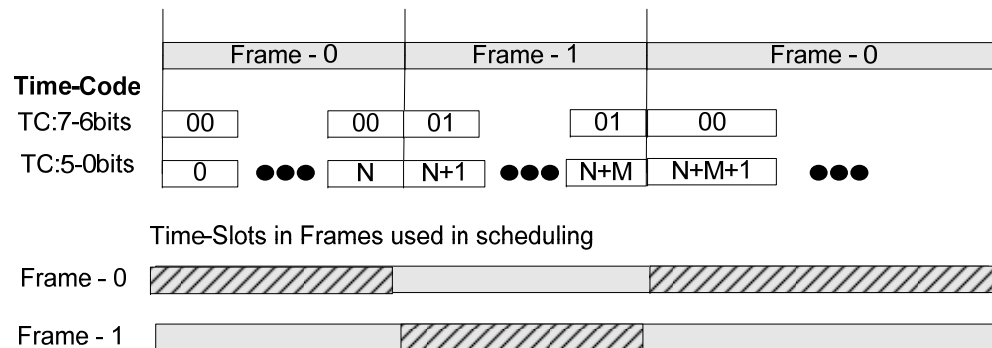 Frame - 0 Frame - 1 Frame - 0
Time-Code
TC:7-6bits 00 00 01 01 00
TC:5-0bits 0 ●●● N N+1 ●●● N+M N+M+1 ●●●
Time-Slots in Frames used in scheduling
Frame - 0
Frame - 1